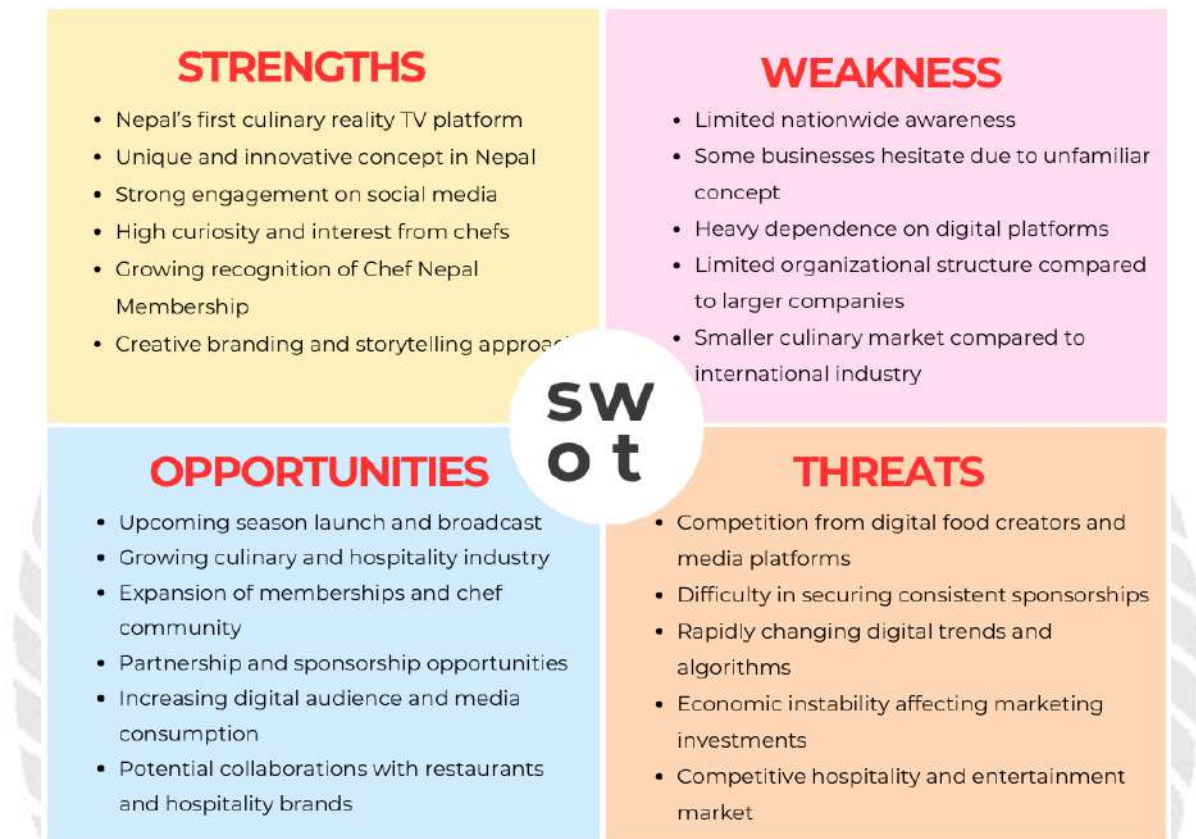 STRENGTHS
• Nepal's first culinary reality TV platform
• Unique and innovative concept in Nepal
• Strong engagement on social media
• High curiosity and interest from chefs
• Growing recognition of Chef Nepal
Membership
• Creative branding and storytelling
WEAKNESS
• Limited nationwide awareness
• Some businesses hesitate due to unfamiliar
concept
• Heavy dependence on digital platforms
• Limited organizational structure compared
to larger companies
• Smaller culinary market compared to
international industry
sw
ot
OPPORTUNITIES
• Upcoming season launch and broadcast
• Growing culinary and hospitality industry
• Expansion of memberships and chef
community
• Partnership and sponsorship opportunities
• Increasing digital audience and media
consumption
• Potential collaborations with restaurants
and hospitality brands
THREATS
• Competition from digital food creators and
media platforms
• Difficulty in securing consistent sponsorships
• Rapidly changing digital trends and
algorithms
• Economic instability affecting marketing
investments
• Competitive hospitality and entertainment
market